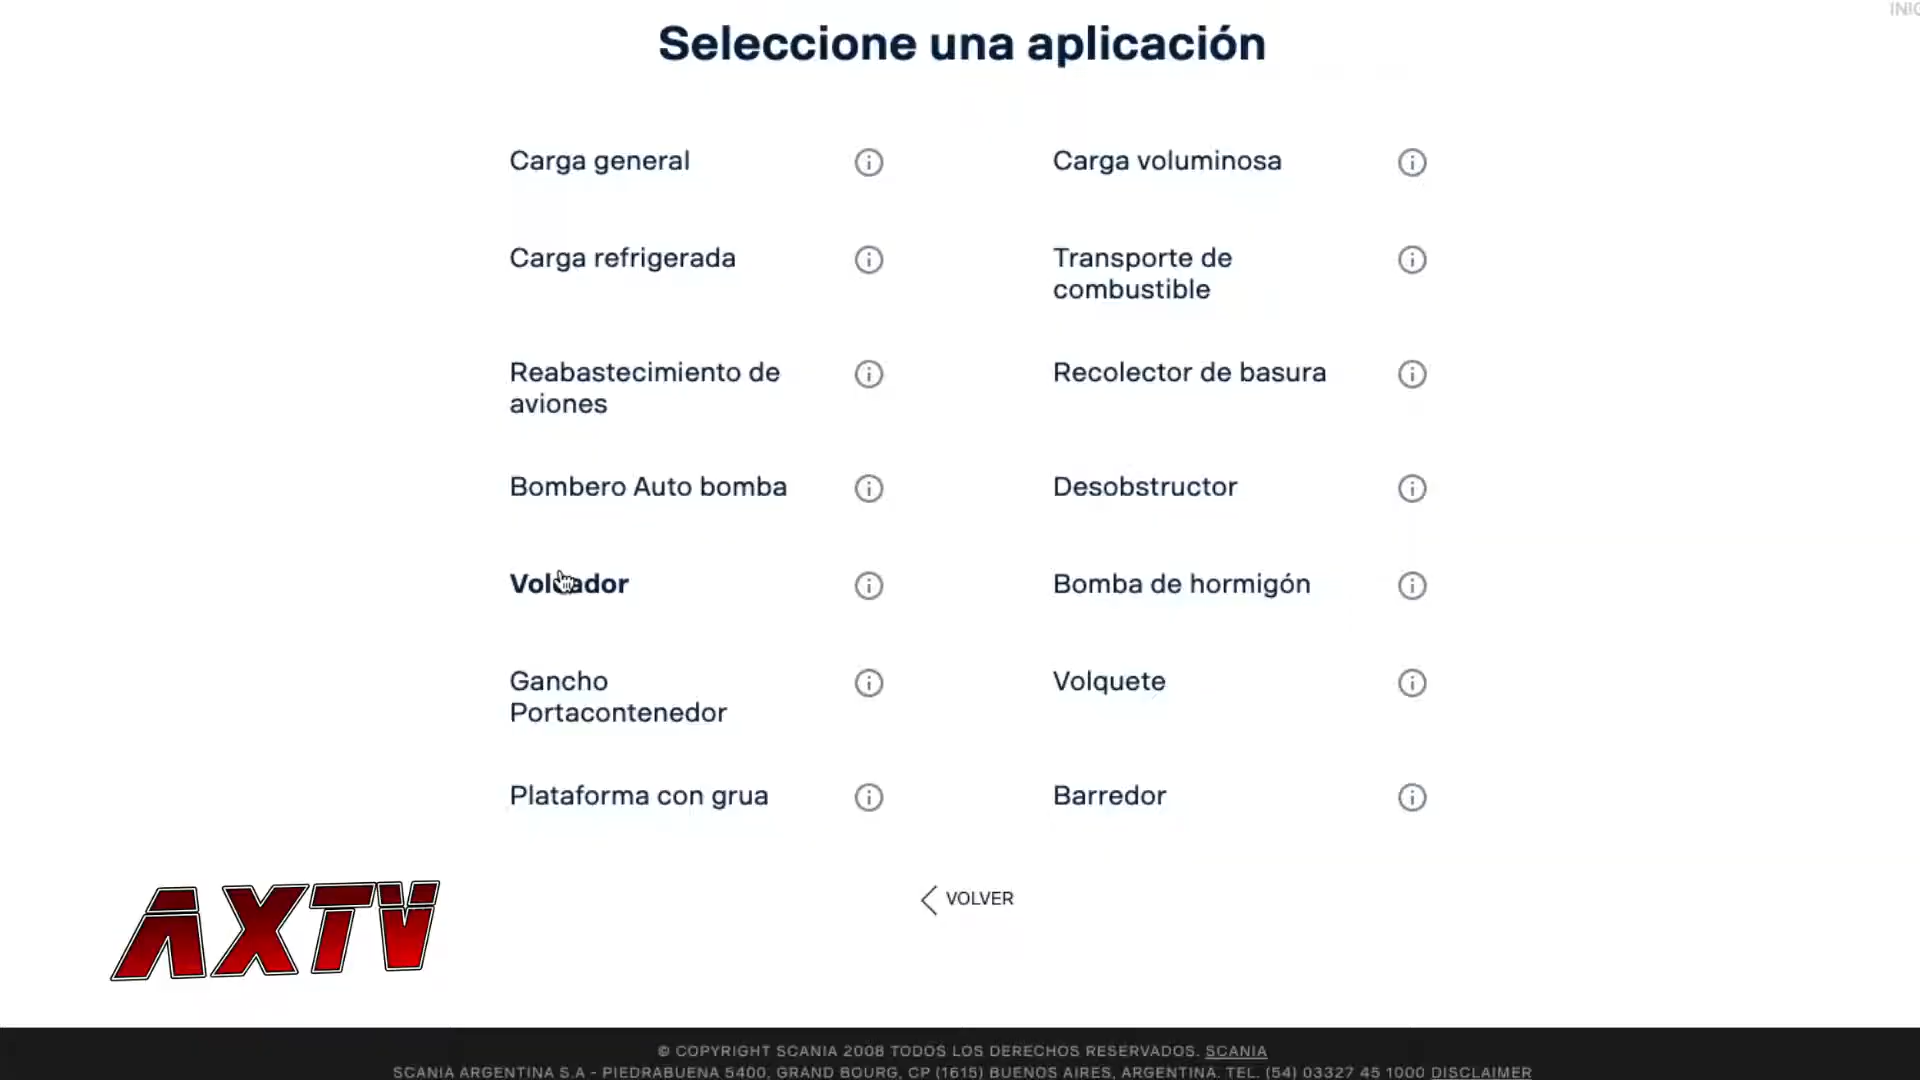 INIC
Seleccione una aplicación
Carga general
Carga voluminosa
Carga refrigerada
Transporte de
combustible
Reabastecimiento de
aviones
Recolector de basura
Bombero Auto bomba
Desobstructor
Bomba de hormigón
Gancho
Portacontenedor
Volquete
Plataforma con grua
Barredor
VOLVER
AXTV
© COPYRIGHT SCANIA 2008 TODOS LOS DERECHOS RESERVADOS. SCANIA
SCANIA ARGENTINA S.A - PIEDRABUENA 5400, GRAND BOURG, CP (1615) BUENOS AIRES, ARGENTINA. TEL. (54) 03327 45 1000 DISCLAIMER